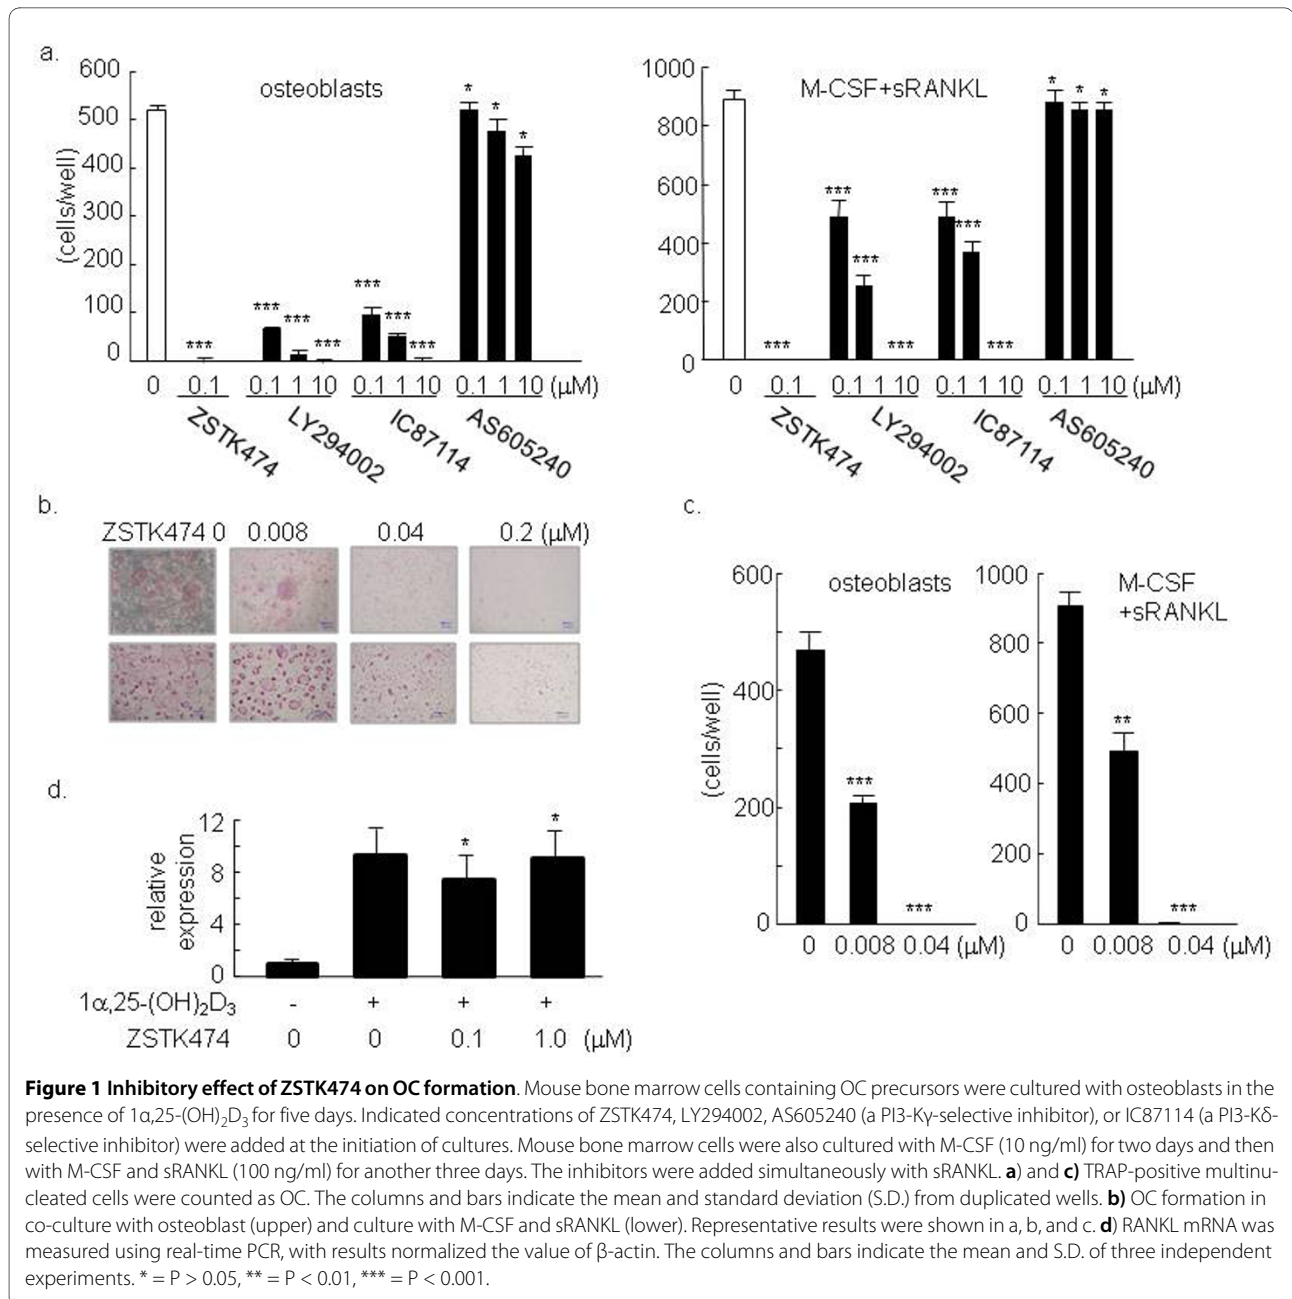 a.
600
500
400
300
200
100
0
(cells/well)
osteoblasts
*
*
*
***
***
***
***
***
***
***
0 0.1 0.1 1 10 0.1 1 10 0.1 1 10 (μM)
ZSTK474
LY294002
IC87114
AS605240
1000
800
600
400
200
0
M-CSF+sRANKL
*
*
*
***
***
***
***
***
***
***
0 0.1 0.1 1 10 0.1 1 10 0.1 1 10 (μM)
ZSTK474
LY294002
IC87114
AS605240
b.
ZSTK474 0 0.008 0.04 0.2 (μM)
c.
600
400
200
0
(cells/well)
osteoblasts
***
***
0 0.008 0.04 (μM)
1000
800
600
400
200
0
M-CSF
+sRANKL
**
***
0 0.008 0.04 (μM)
d.
12
8
4
0
relative
expression
*
*
1α,25-(OH)₂D₃ - + + +
ZSTK474 0 0 0.1 1.0 (μM)
Figure 1 Inhibitory effect of ZSTK474 on OC formation. Mouse bone marrow cells containing OC precursors were cultured with osteoblasts in the
presence of 1α,25-(OH)₂D₃ for five days. Indicated concentrations of ZSTK474, LY294002, AS605240 (a PI3-Kγ-selective inhibitor), or IC87114 (a PI3-Kδ-
selective inhibitor) were added at the initiation of cultures. Mouse bone marrow cells were also cultured with M-CSF (10 ng/ml) for two days and then
with M-CSF and sRANKL (100 ng/ml) for another three days. The inhibitors were added simultaneously with sRANKL. a) and c) TRAP-positive multinu-
cleated cells were counted as OC. The columns and bars indicate the mean and standard deviation (S.D.) from duplicated wells. b) OC formation in
co-culture with osteoblast (upper) and culture with M-CSF and sRANKL (lower). Representative results were shown in a, b, and c. d) RANKL mRNA was
measured using real-time PCR, with results normalized the value of β-actin. The columns and bars indicate the mean and S.D. of three independent
experiments. * = P > 0.05, ** = P < 0.01, *** = P < 0.001.